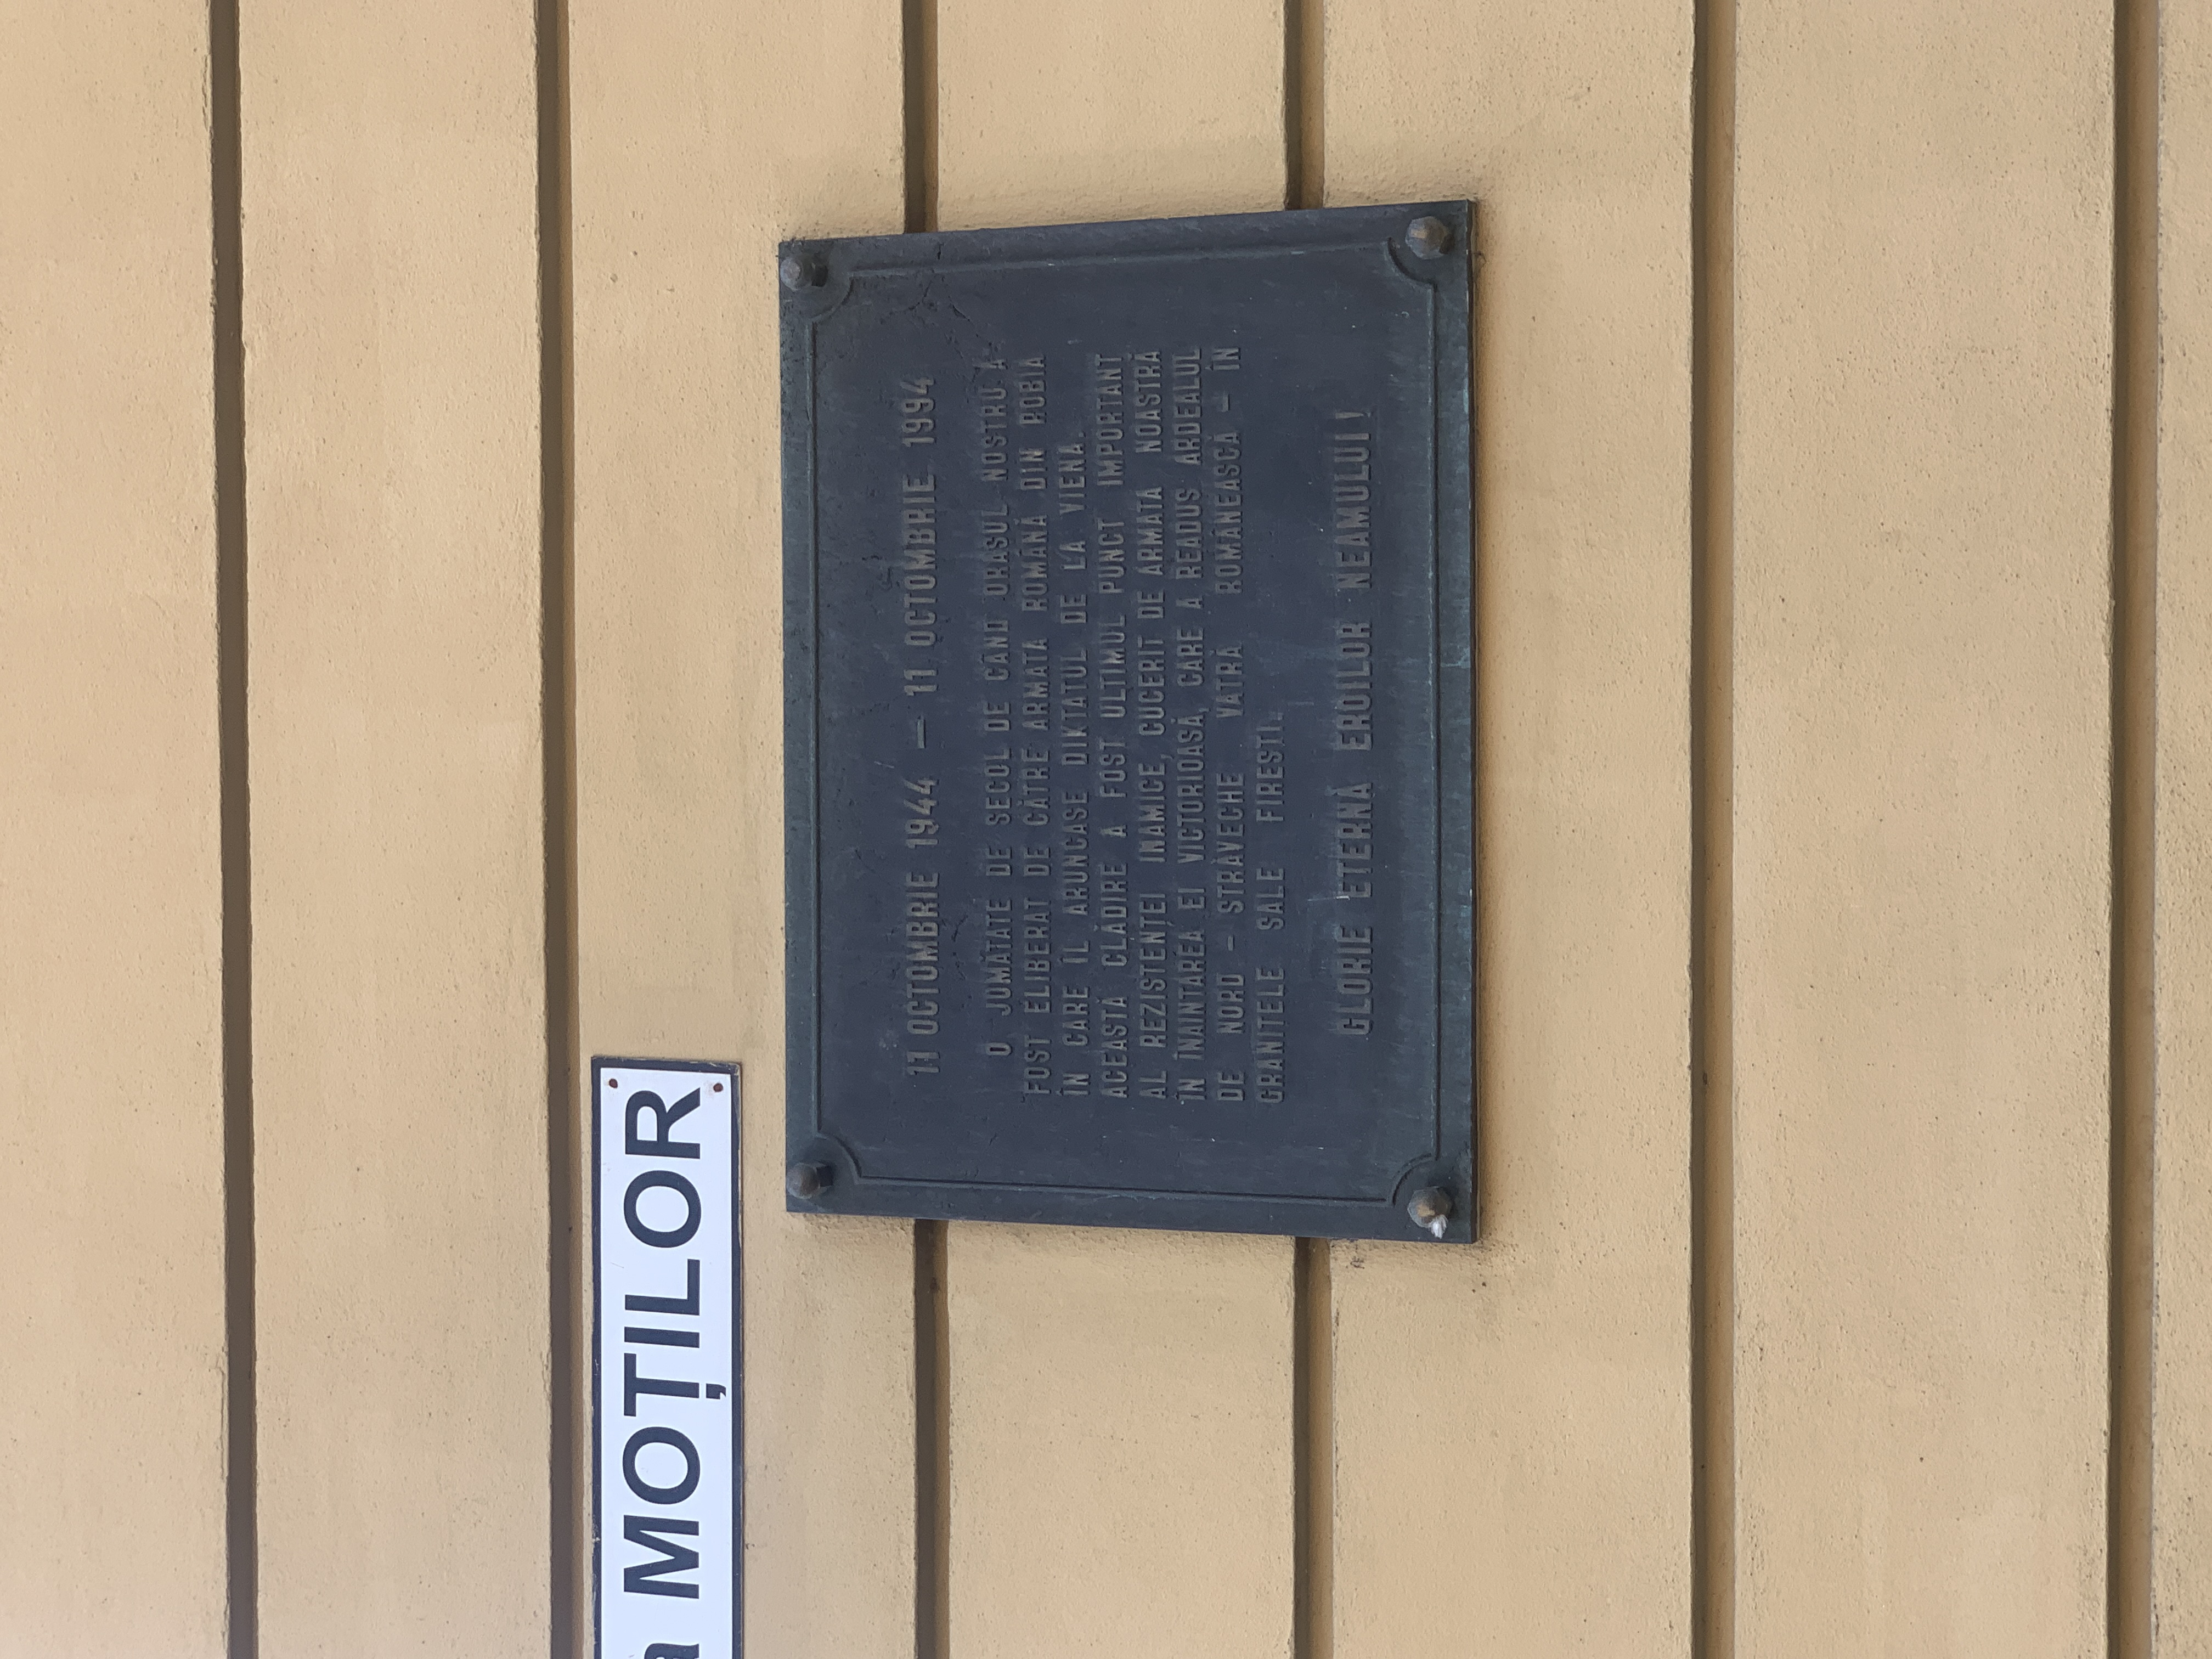 a MOȚILOR
11 OCTOMBRIE 1944 — 11 OCTOMBRIE 1994
O JUMĂTATE DE SECOL DE CÂND ORAȘUL NOSTRU A
FOST ELIBERAT DE CĂTRE ARMATA ROMÂNĂ DIN ROBIA
ÎN CARE ÎL ARUNCASE DIKTATUL DE LA VIENA.
ACEASTĂ CLĂDIRE A FOST ULTIMUL PUNCT IMPORTANT
AL REZISTENȚEI INAMICE, CUCERIT DE ARMATA NOASTRĂ
ÎN ÎNAINTAREA EI VICTORIOASĂ, CARE A READUS ARDEALUL
DE NORD – STRĂVECHE VATRĂ ROMÂNEASCĂ – ÎN
GRANIȚELE SALE FIREȘTI.
GLORIE ETERNĂ EROILOR NEAMULUI!